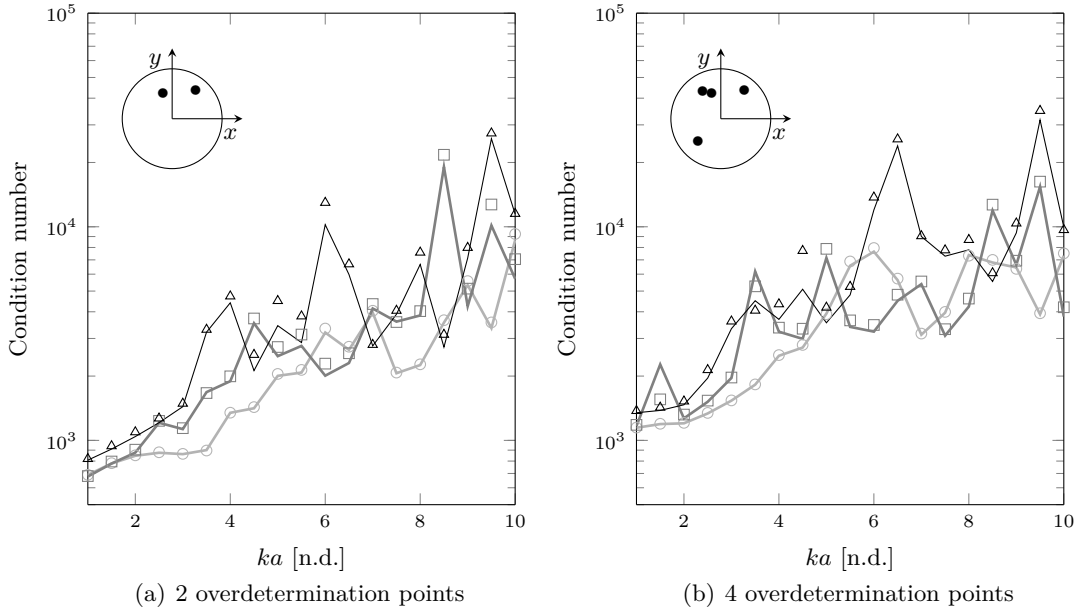 10^5
10^4
10^3
Condition number
y
x
2 4 6 8 10
ka [n.d.]
(a) 2 overdetermination points
10^5
10^4
10^3
Condition number
y
x
2 4 6 8 10
ka [n.d.]
(b) 4 overdetermination points